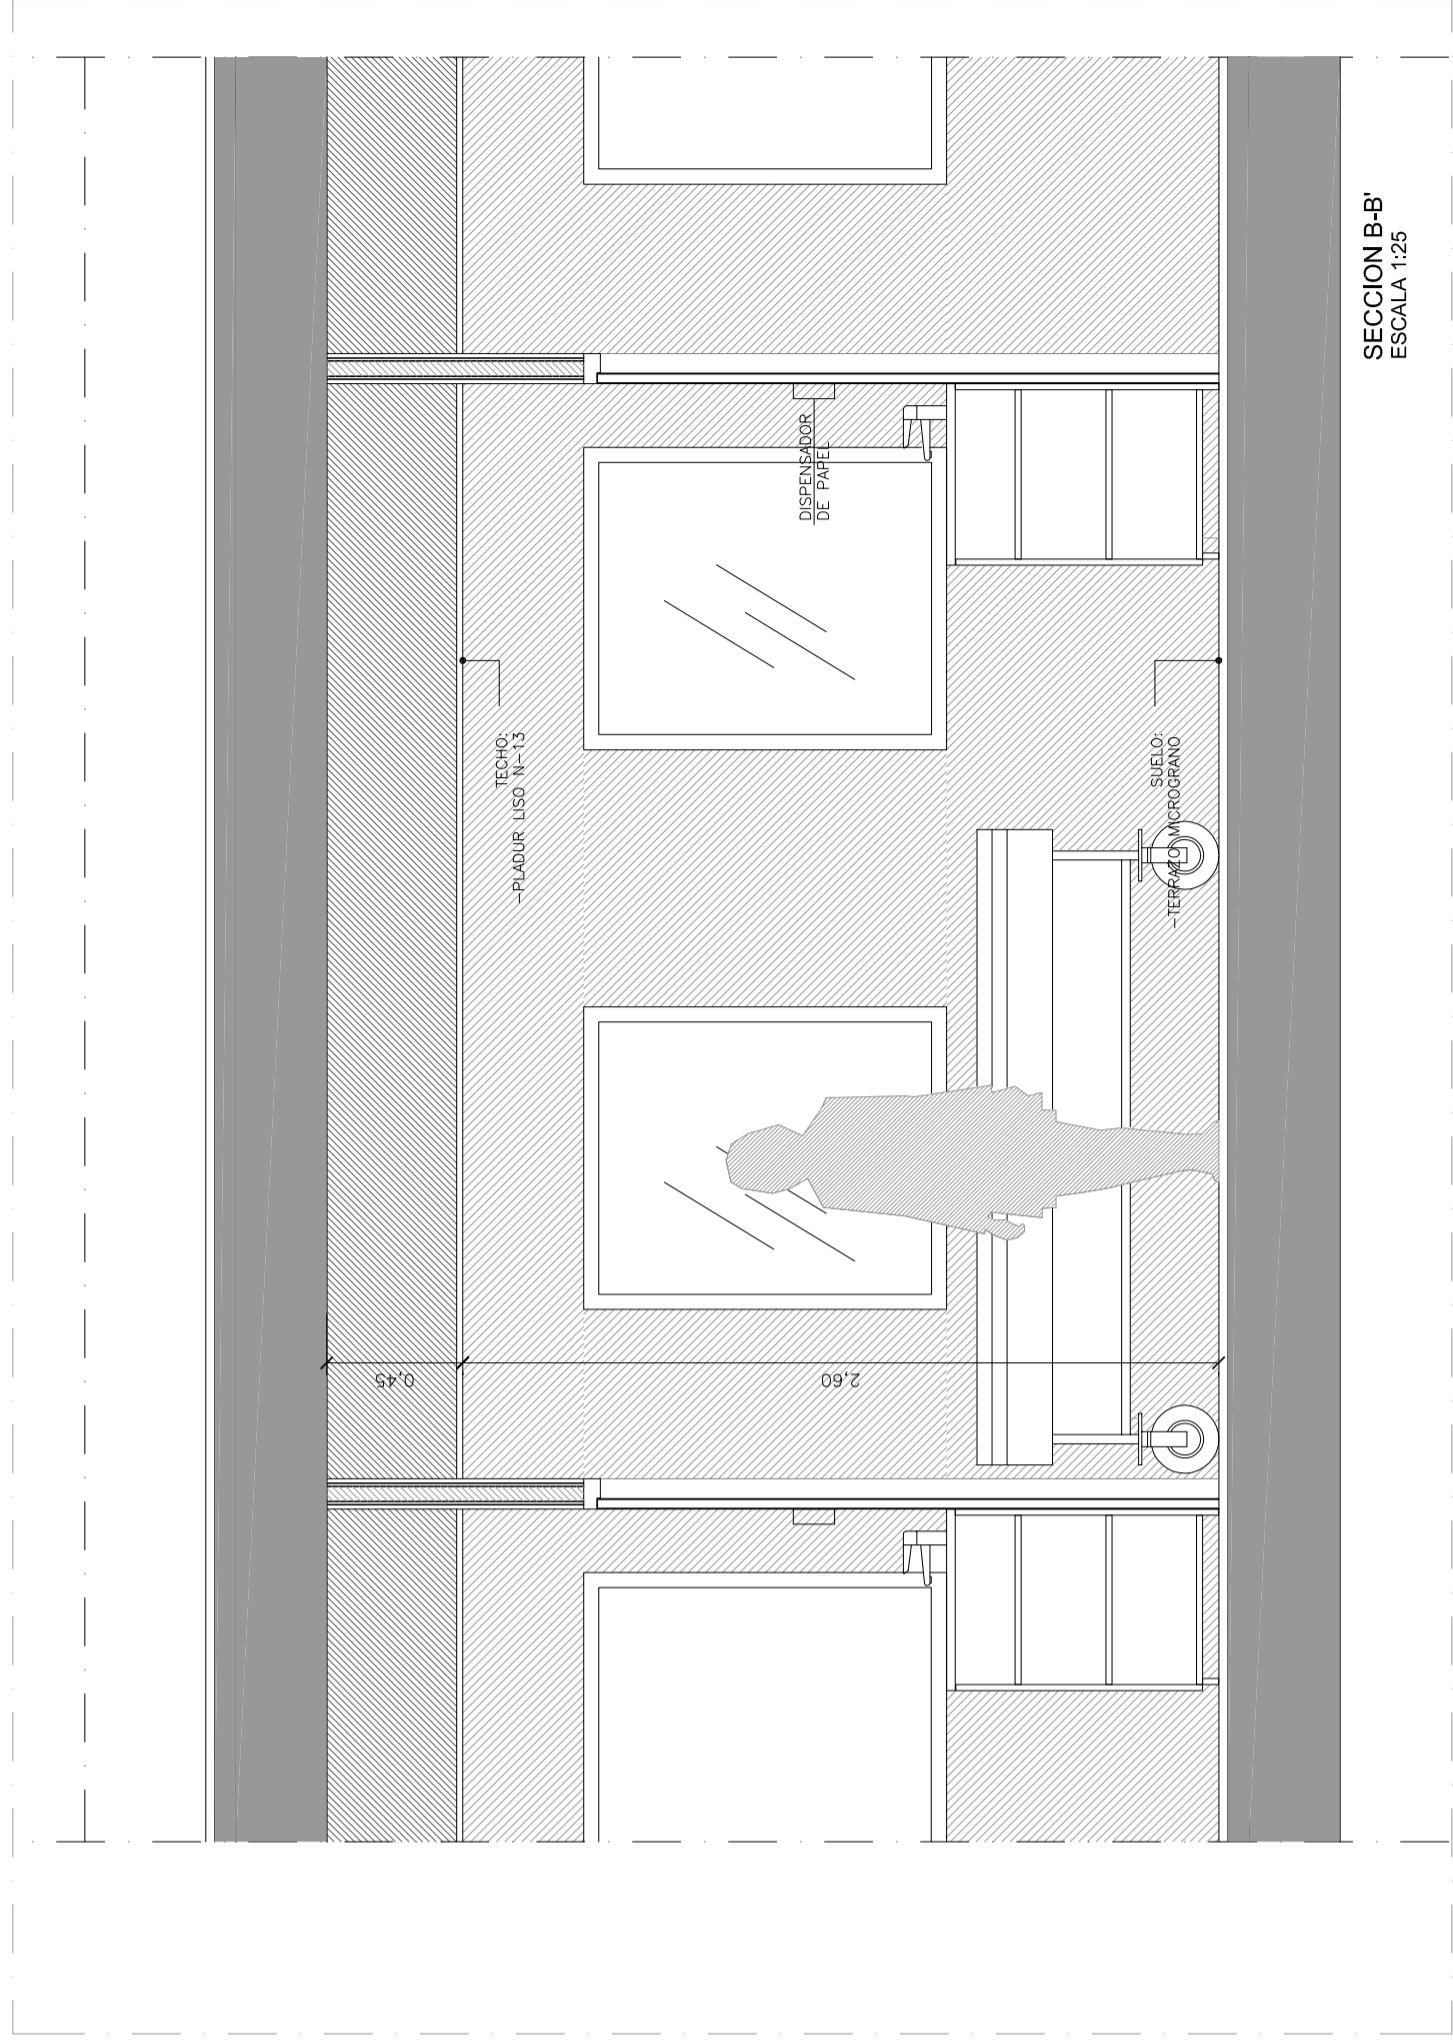 SECCION B-B'
ESCALA 1:25
DISPENSADOR
DE PAPEL
TECHO:
-PLADUR LISO N-13
SUELO:
-TERRAZO MICROGRANO
0,45
2,60